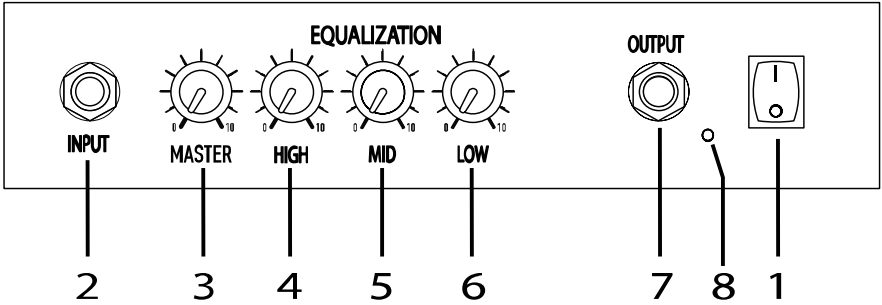 EQUALIZATION
OUTPUT
0 10 0 10 0 10 0 10
INPUT
MASTER HIGH MID LOW
2 3 4 5 6 7 8 1